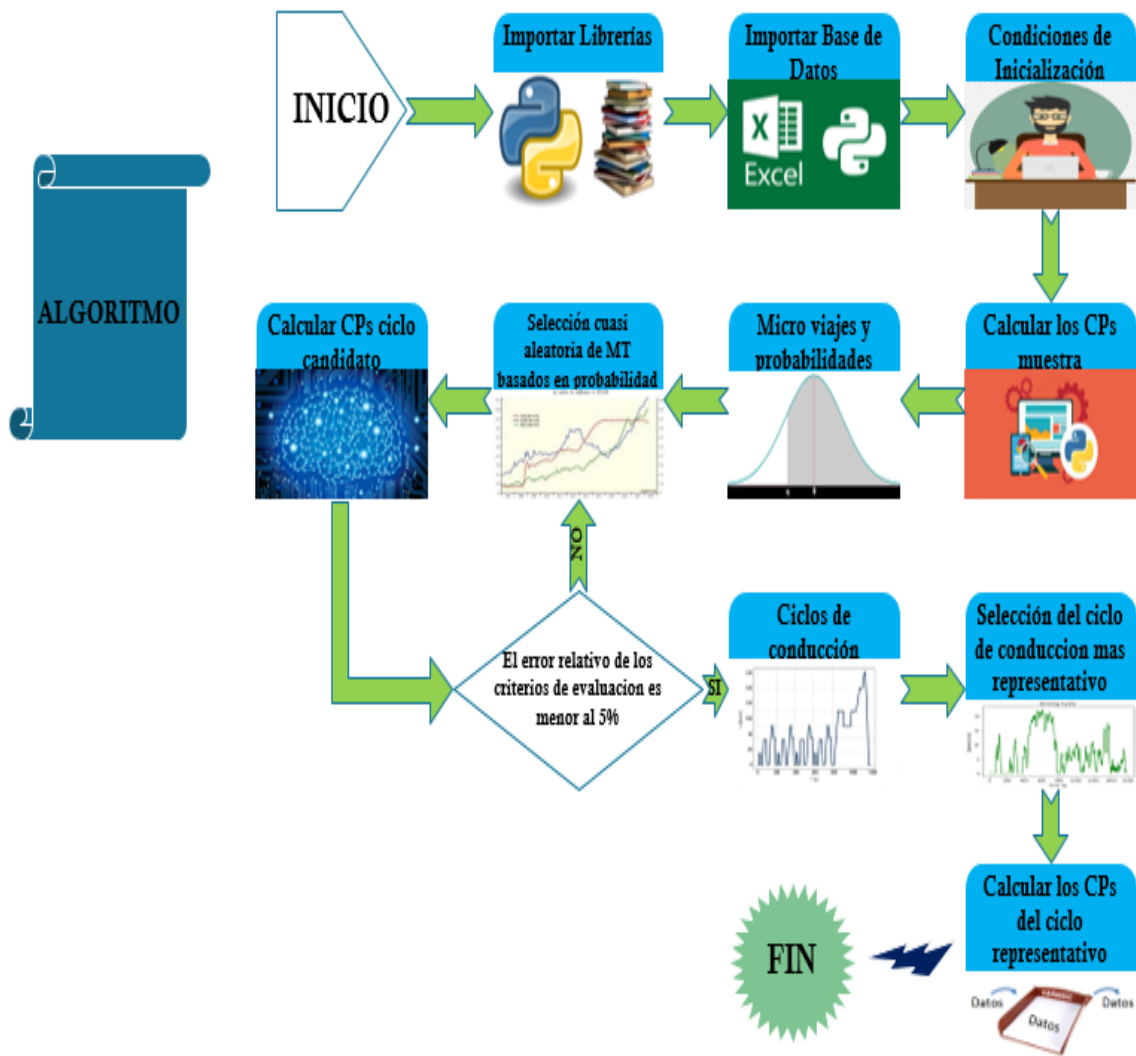 INICIO
Importar Librerías
Importar Base de
Datos
X
Excel
Condiciones de
Inicialización
ALGORITMO
Calcular CPs ciclo
candidato
Selección cuasi
aleatoria de MT
basados en probabilidad
Micro viajes y
probabilidades
Calcular los CPs
muestra
NO
El error relativo de los
criterios de evaluacion es
menor al 5%
SI
Ciclos de
conducción
Selección del ciclo
de conduccion mas
representativo
Calcular los CPs
del ciclo
representativo
FIN
Datos
Datos
Datos